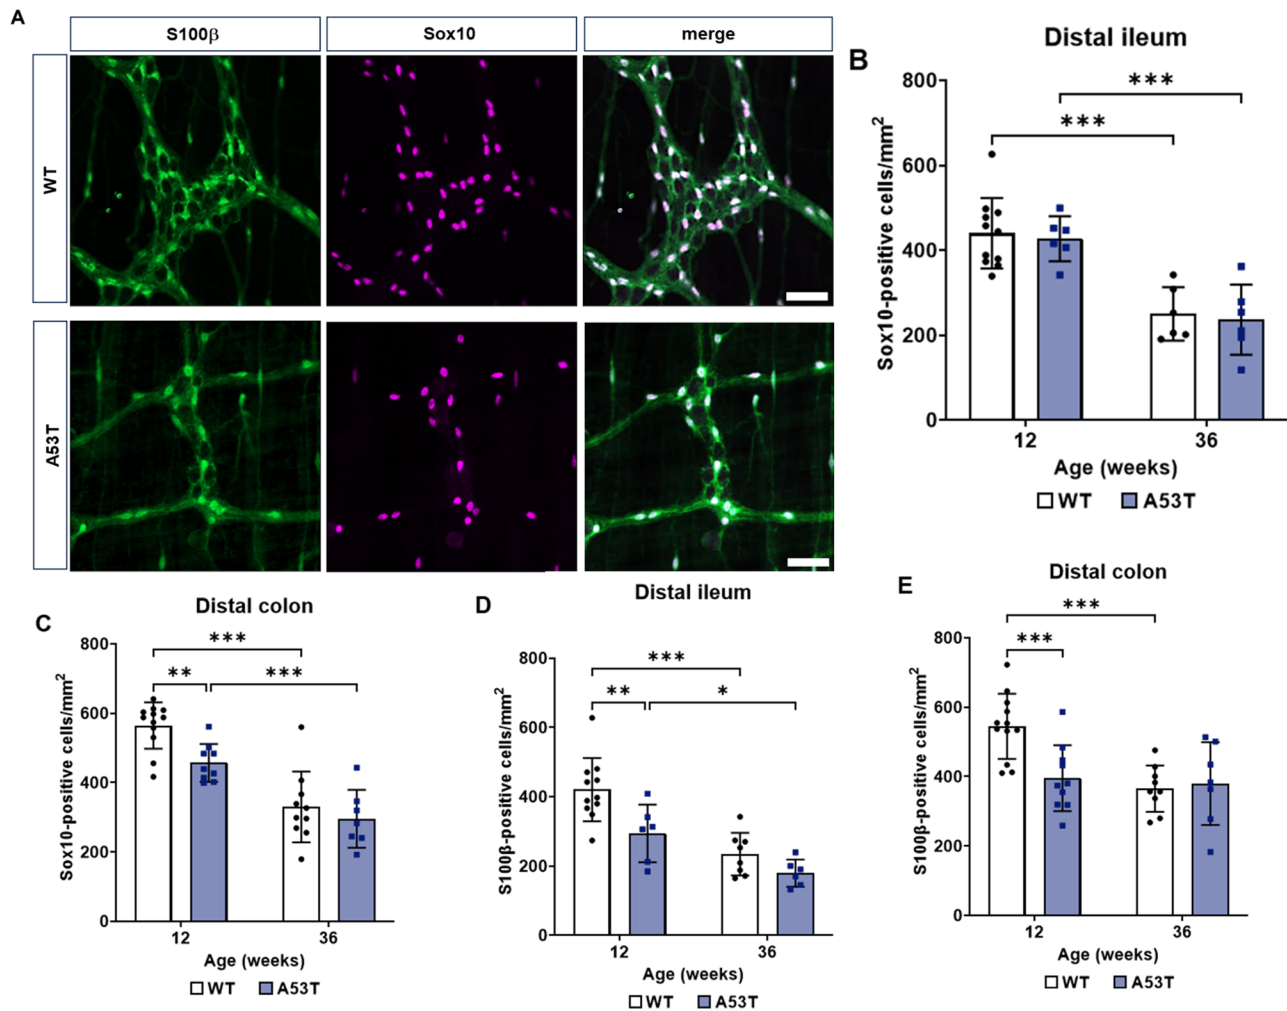 A
S100β
Sox10
merge
WT
A53T
B
Distal ileum
Sox10-positive cells/mm2
800
600
400
200
0
***
***
12
36
Age (weeks)
WT
A53T
C
Distal colon
Sox10-positive cells/mm2
800
600
400
200
0
***
**
***
12
36
Age (weeks)
WT
A53T
D
Distal ileum
S100β-positive cells/mm2
800
600
400
200
0
***
**
*
12
36
Age (weeks)
WT
A53T
E
Distal colon
S100β-positive cells/mm2
800
600
400
200
0
***
***
12
36
Age (weeks)
WT
A53T